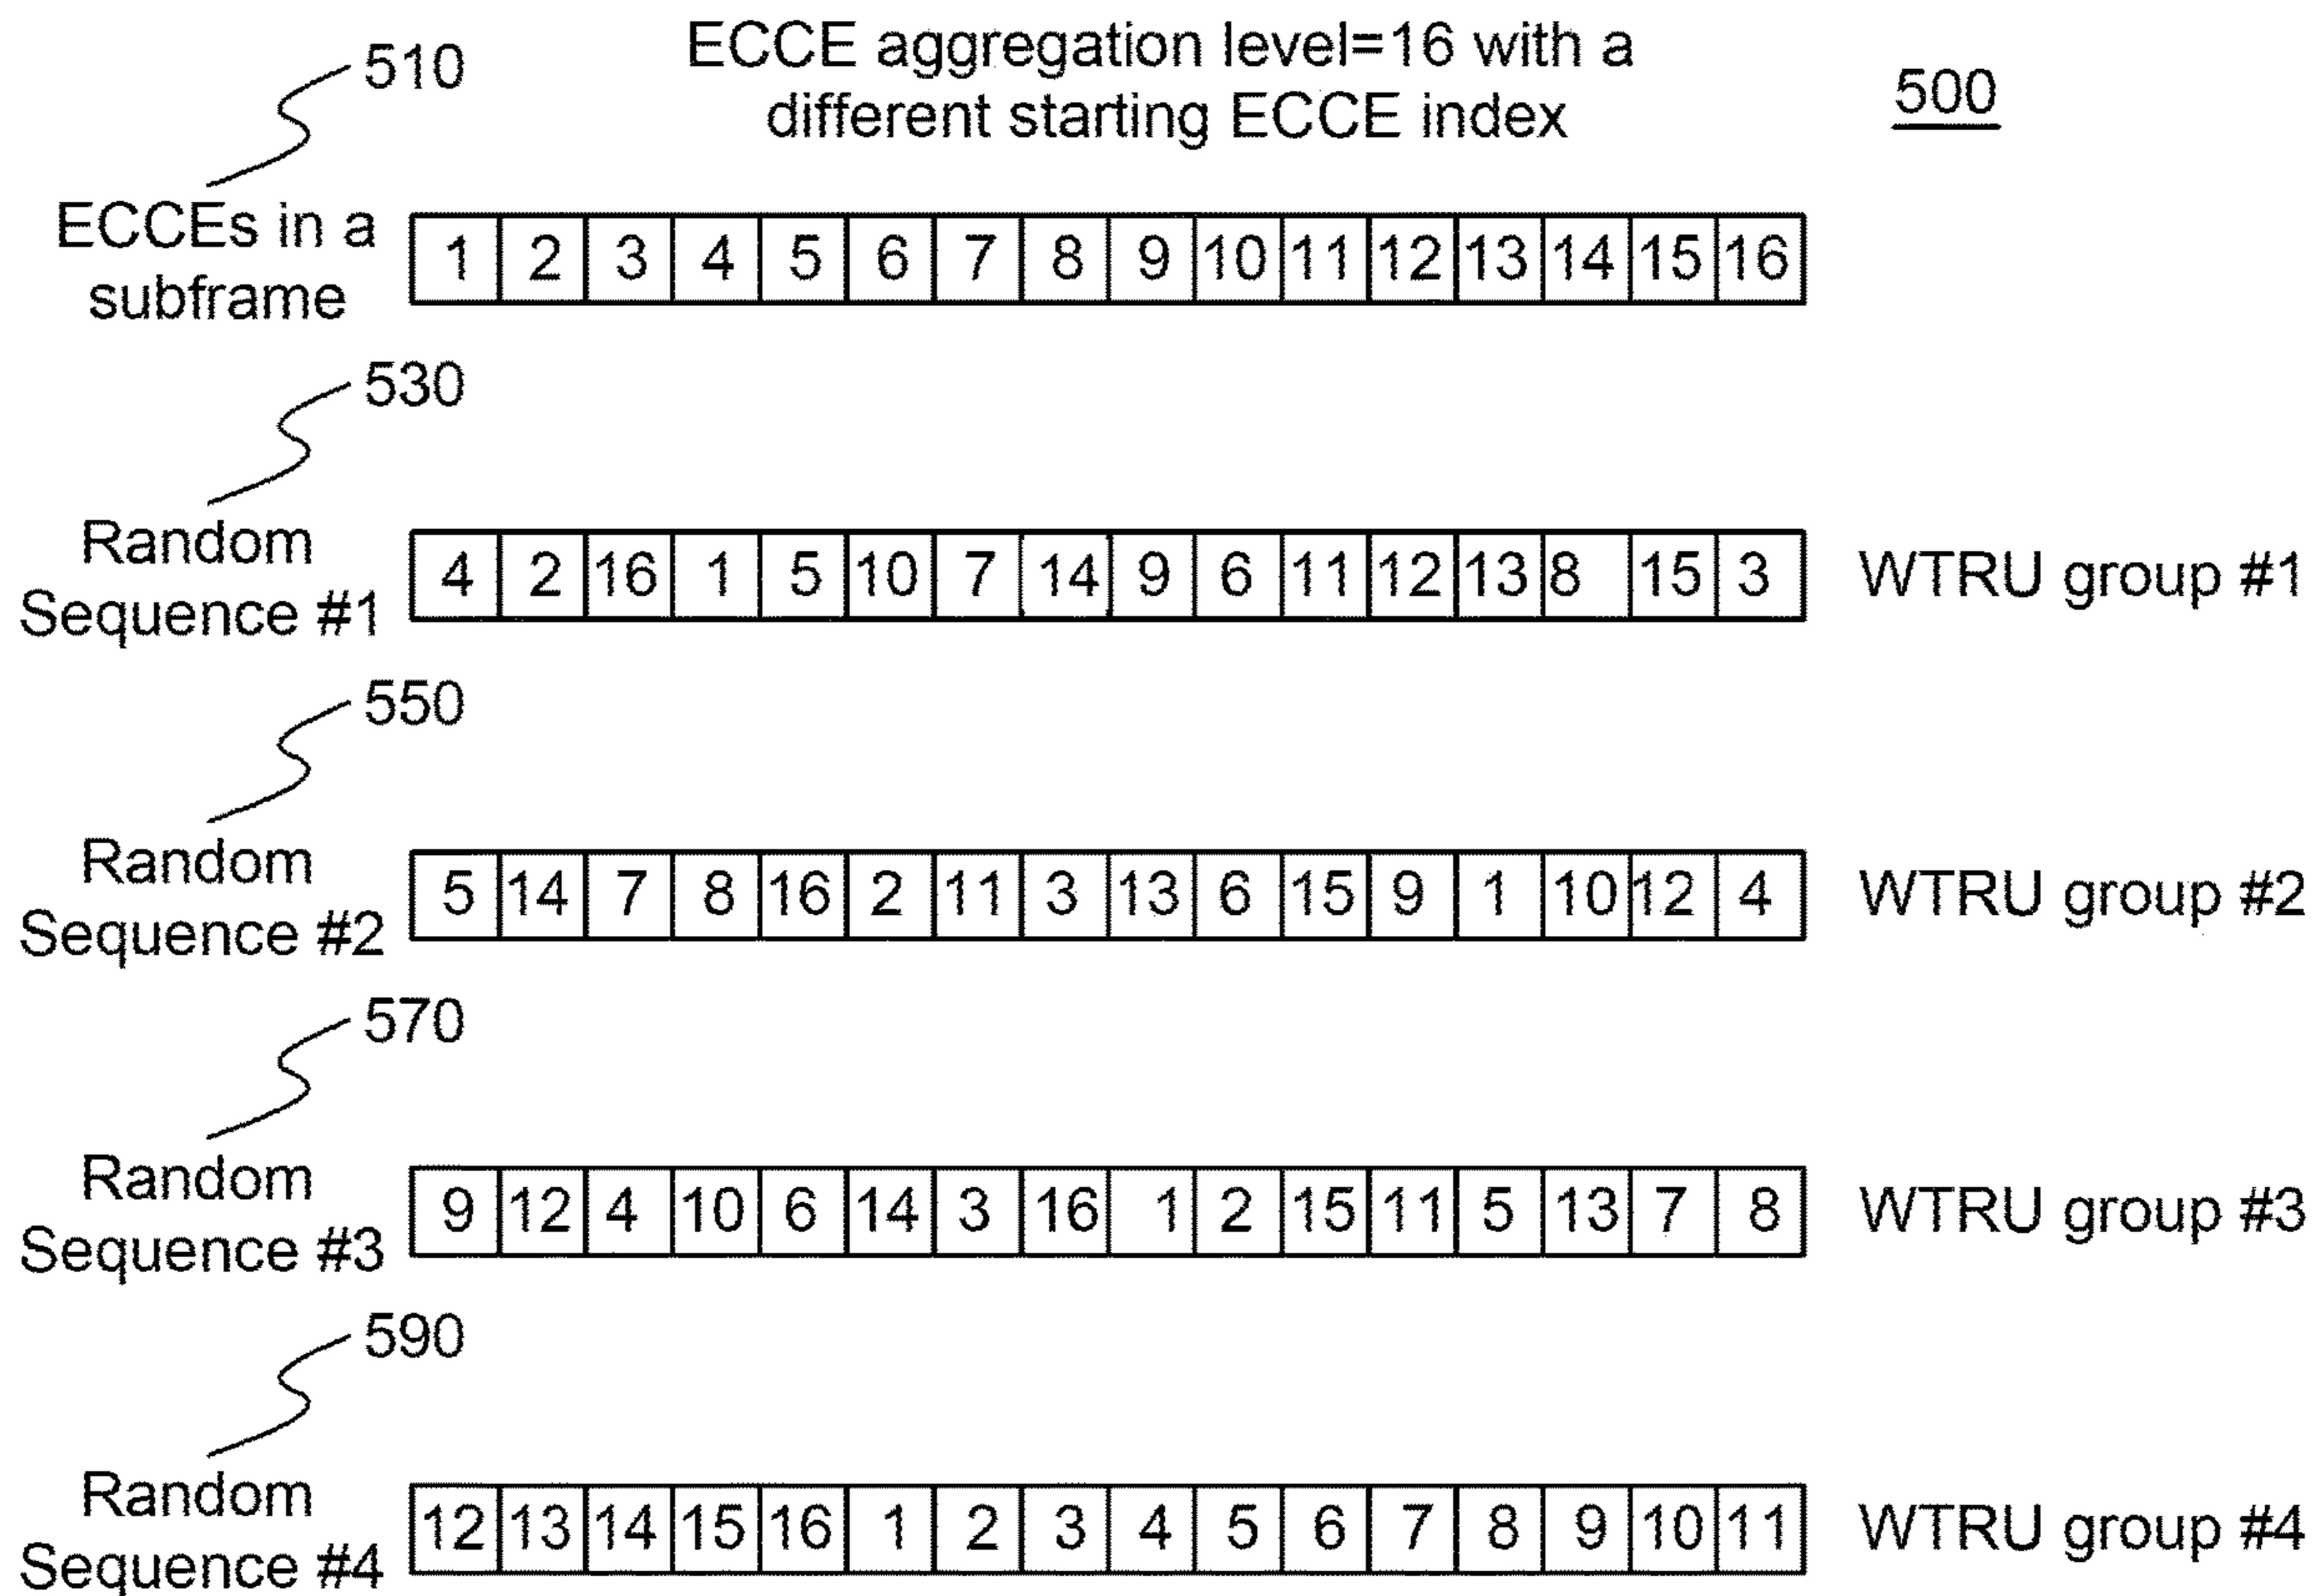 510
ECCE aggregation level=16 with a
different starting ECCE index
500
ECCEs in a
subframe
1 2 3 4 5 6 7 8 9 10 11 12 13 14 15 16
530
Random
Sequence #1
4 2 16 1 5 10 7 14 9 6 11 12 13 8 15 3
WTRU group #1
550
Random
Sequence #2
5 14 7 8 16 2 11 3 13 6 15 9 1 10 12 4
WTRU group #2
570
Random
Sequence #3
9 12 4 10 6 14 3 16 1 2 15 11 5 13 7 8
WTRU group #3
590
Random
Sequence #4
12 13 14 15 16 1 2 3 4 5 6 7 8 9 10 11
WTRU group #4